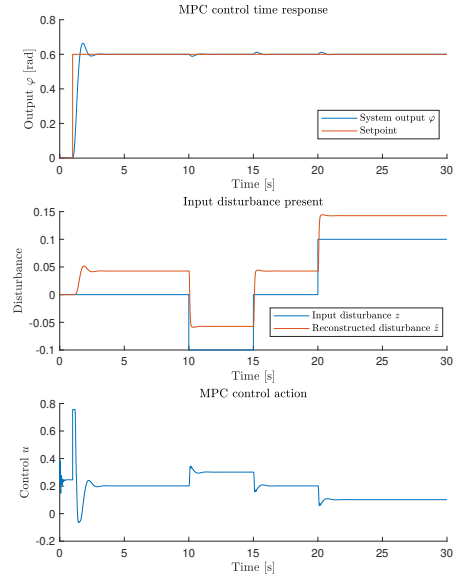 MPC control time response
0.8
0.6
0.4
0.2
0
Output φ [rad]
System output φ
Setpoint
0 5 10 15 20 25 30
Time [s]
Input disturbance present
0.15
0.1
0.05
0
-0.05
-0.1
Disturbance
Input disturbance z
Reconstructed disturbance ẑ
0 5 10 15 20 25 30
Time [s]
MPC control action
0.8
0.6
0.4
0.2
0
-0.2
Control u
0 5 10 15 20 25 30
Time [s]